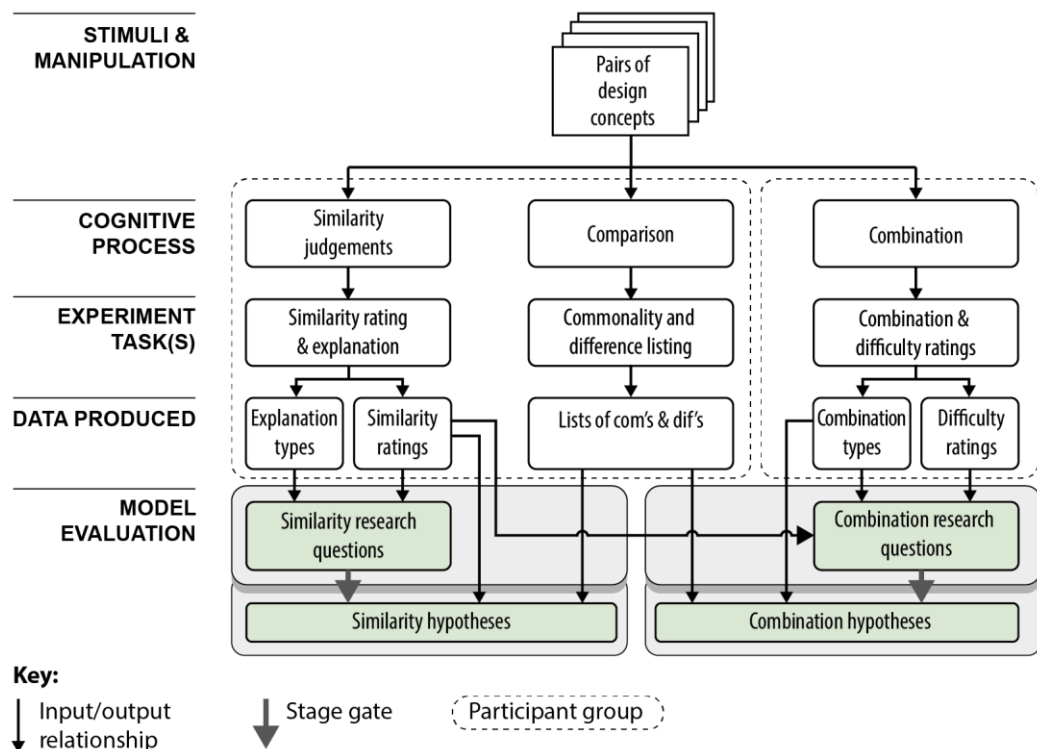 STIMULI &
MANIPULATION
Pairs of
design
concepts
COGNITIVE
PROCESS
Similarity
judgements
Comparison
Combination
EXPERIMENT
TASK(S)
Similarity rating
& explanation
Commonality and
difference listing
Combination &
difficulty ratings
DATA PRODUCED
Explanation
types
Similarity
ratings
Lists of com's & dif's
Combination
types
Difficulty
ratings
MODEL
EVALUATION
Similarity research
questions
Combination research
questions
Similarity hypotheses
Combination hypotheses
Key:
Input/output
relationship
Stage gate
Participant group